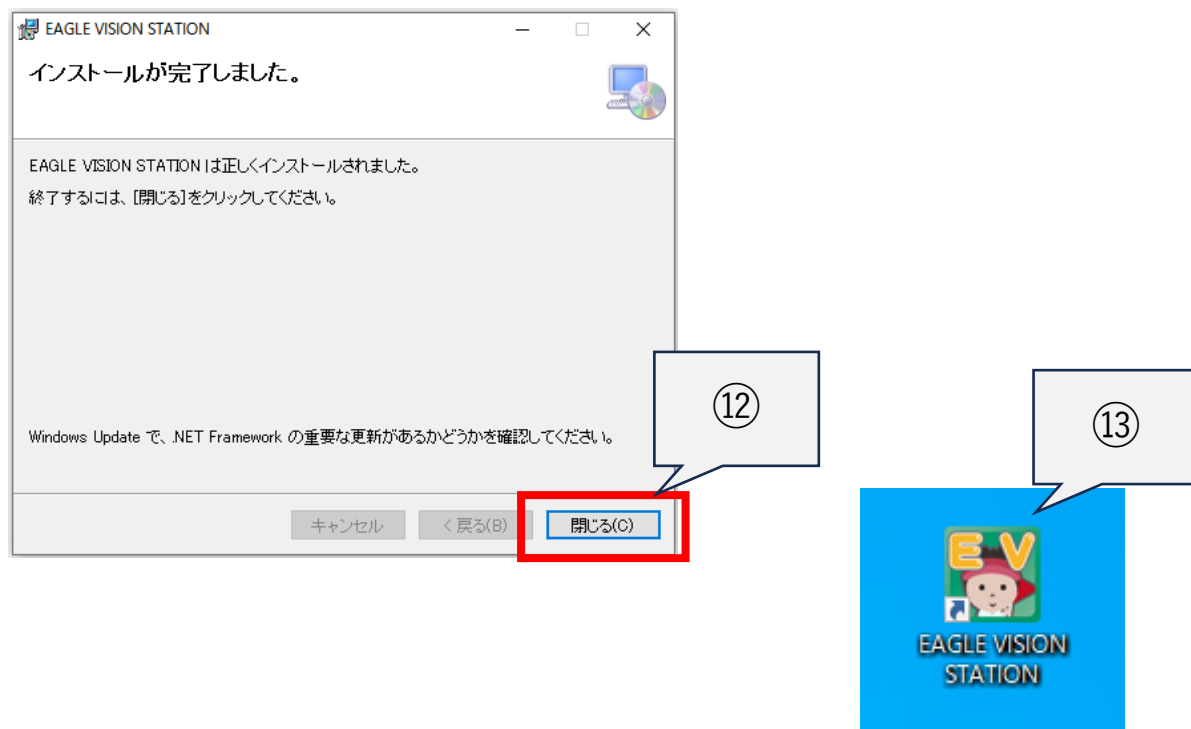 EAGLE VISION STATION
インストールが完了しました。
EAGLE VISION STATION は正しくインストールされました。
終了するには、[閉じる]をクリックしてください。
Windows Update で、.NET Framework の重要な更新があるかどうかを確認してください。
キャンセル
< 戻る(B)
閉じる(C)
⑫
⑬
EV
EAGLE VISION
STATION